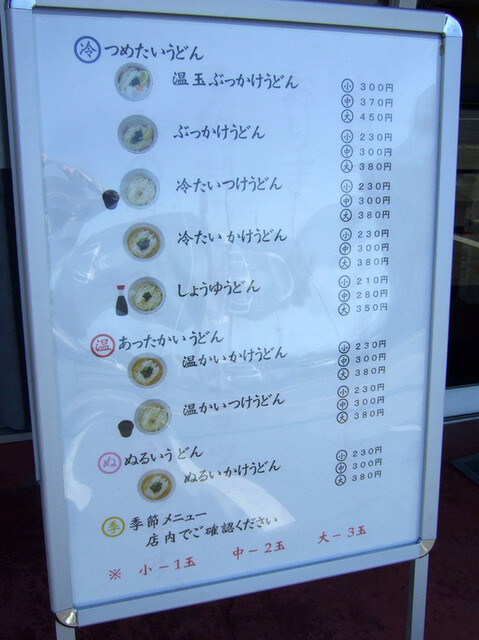 冷 つめたいうどん
温玉ぶっかけうどん 小 300円
中 370円
大 450円
ぶっかけうどん 小 230円
中 300円
大 380円
冷たいつけうどん 小 230円
中 300円
大 380円
冷たいかけうどん 小 230円
中 300円
大 380円
しょうゆうどん 小 210円
中 280円
大 350円
温 あったかいうどん
温かいかけうどん 小 230円
中 300円
大 380円
温かいつけうどん 小 230円
中 300円
大 380円
ぬ ぬるいうどん
ぬるいかけうどん 小 230円
中 300円
大 380円
季 季節メニュー
店内でご確認ください
※ 小-1玉 中-2玉 大-3玉